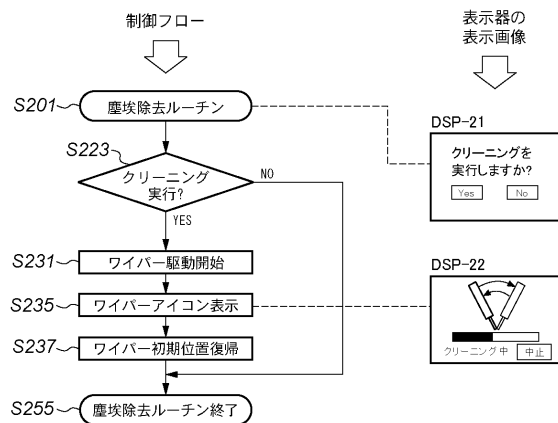 制御フロー
表示器の
表示画像
S201
塵埃除去ルーチン
DSP-21
クリーニングを
実行しますか?
Yes
No
S223
クリーニング
実行?
NO
YES
S231
ワイパー駆動開始
S235
ワイパーアイコン表示
DSP-22
クリーニング中
中止
S237
ワイパー初期位置復帰
S255
塵埃除去ルーチン終了